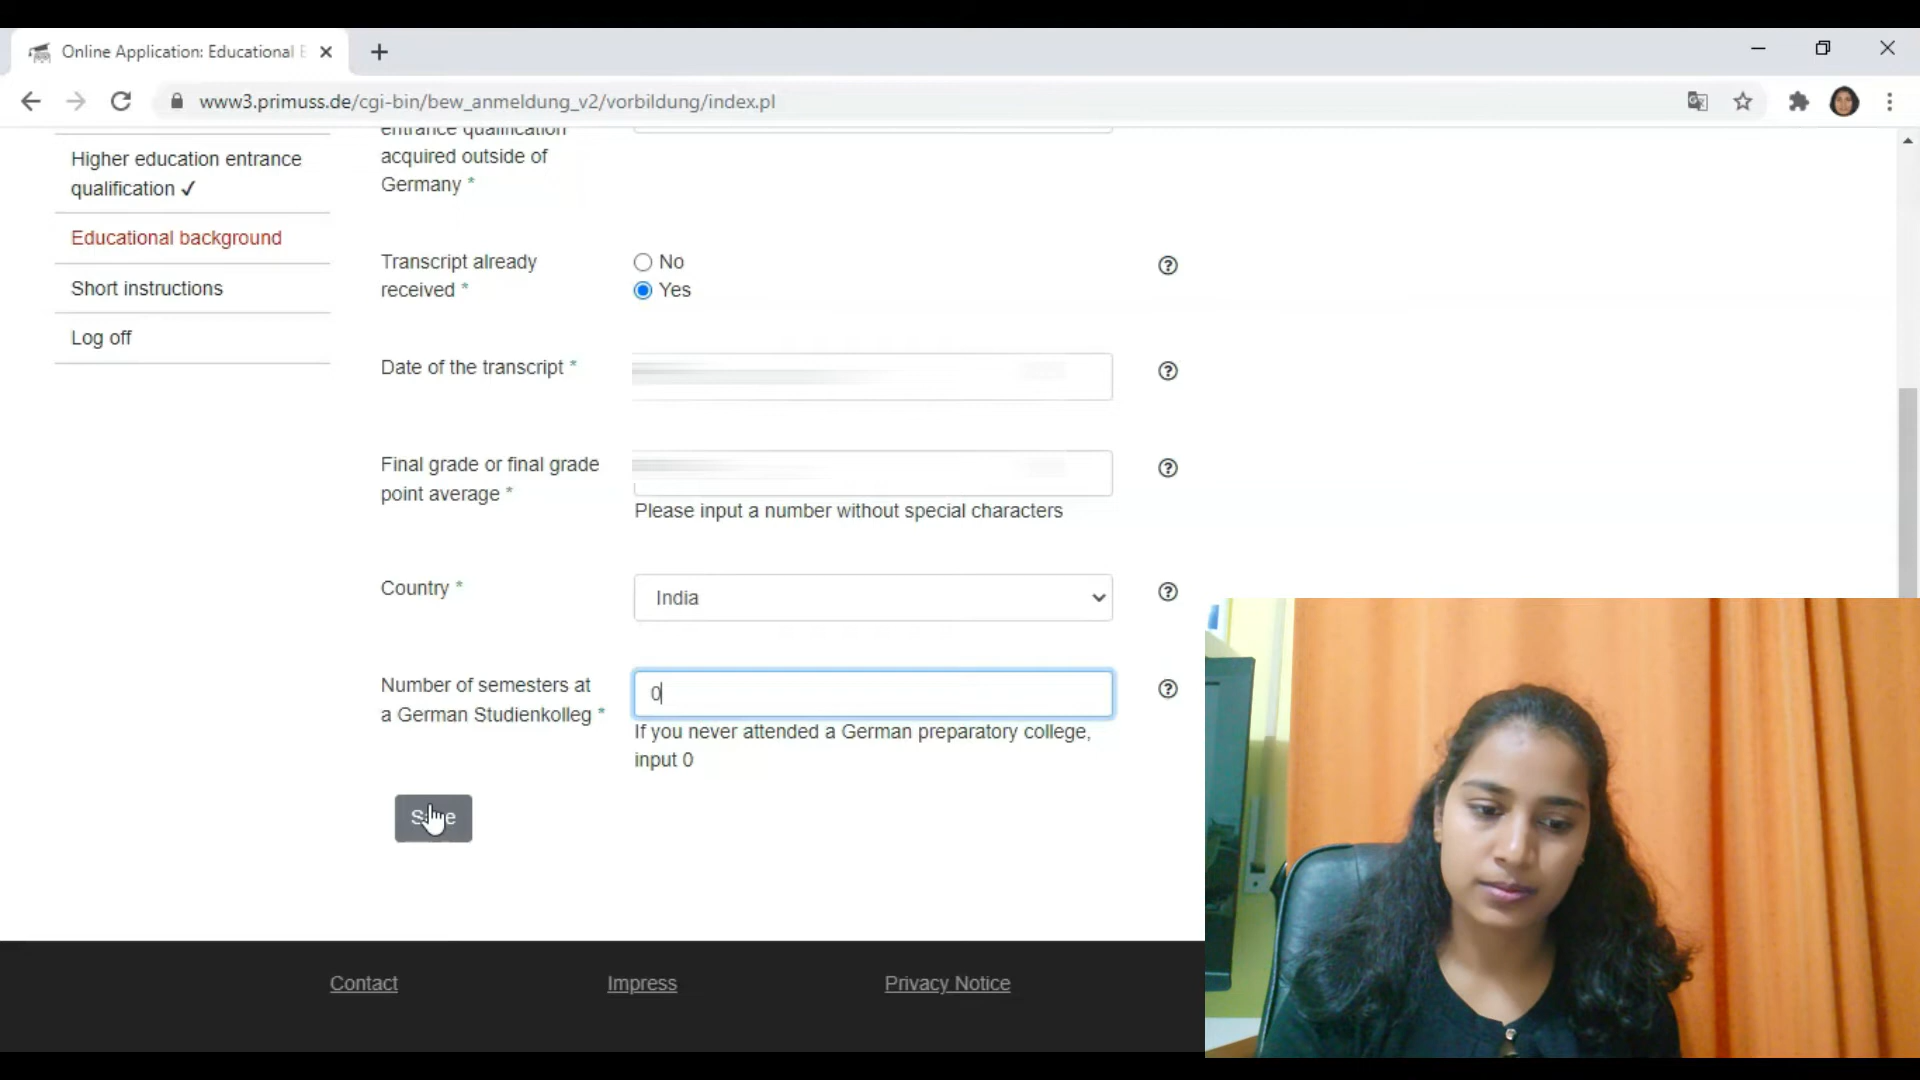 Online Application: Educational
www3.primuss.de/cgi-bin/bew_anmeldung_v2/vorbildung/index.pl
Higher education entrance
qualification ✓
Educational background
Short instructions
Log off
entrance qualification
acquired outside of
Germany *
Transcript already
received *
No
Yes
Date of the transcript *
Final grade or final grade
point average *
Please input a number without special characters
Country *
India
Number of semesters at
a German Studienkolleg *
0
If you never attended a German preparatory college,
input 0
Save
Contact
Impress
Privacy Notice